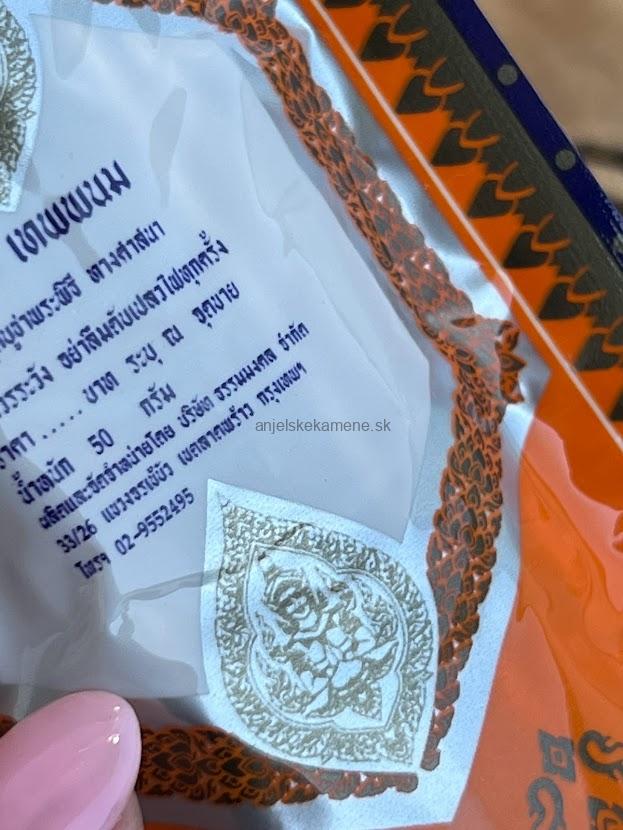 เทพพนม
พระพิธี ทางศาสนา
ระวัง อย่าลืมดับเปลวไฟทุกครั้ง
ราคา ..... บาท ระบุ ณ จุดขาย
น้ำหนัก 50 กรัม
ผลิตและจัดจำหน่ายโดย บริษัท ธรรมมงคล จำกัด
33/26 แขวงจรเข้บัว เขตลาดพร้าว กรุงเทพฯ
โทรฯ 02-9552495
anjelskekamene.sk